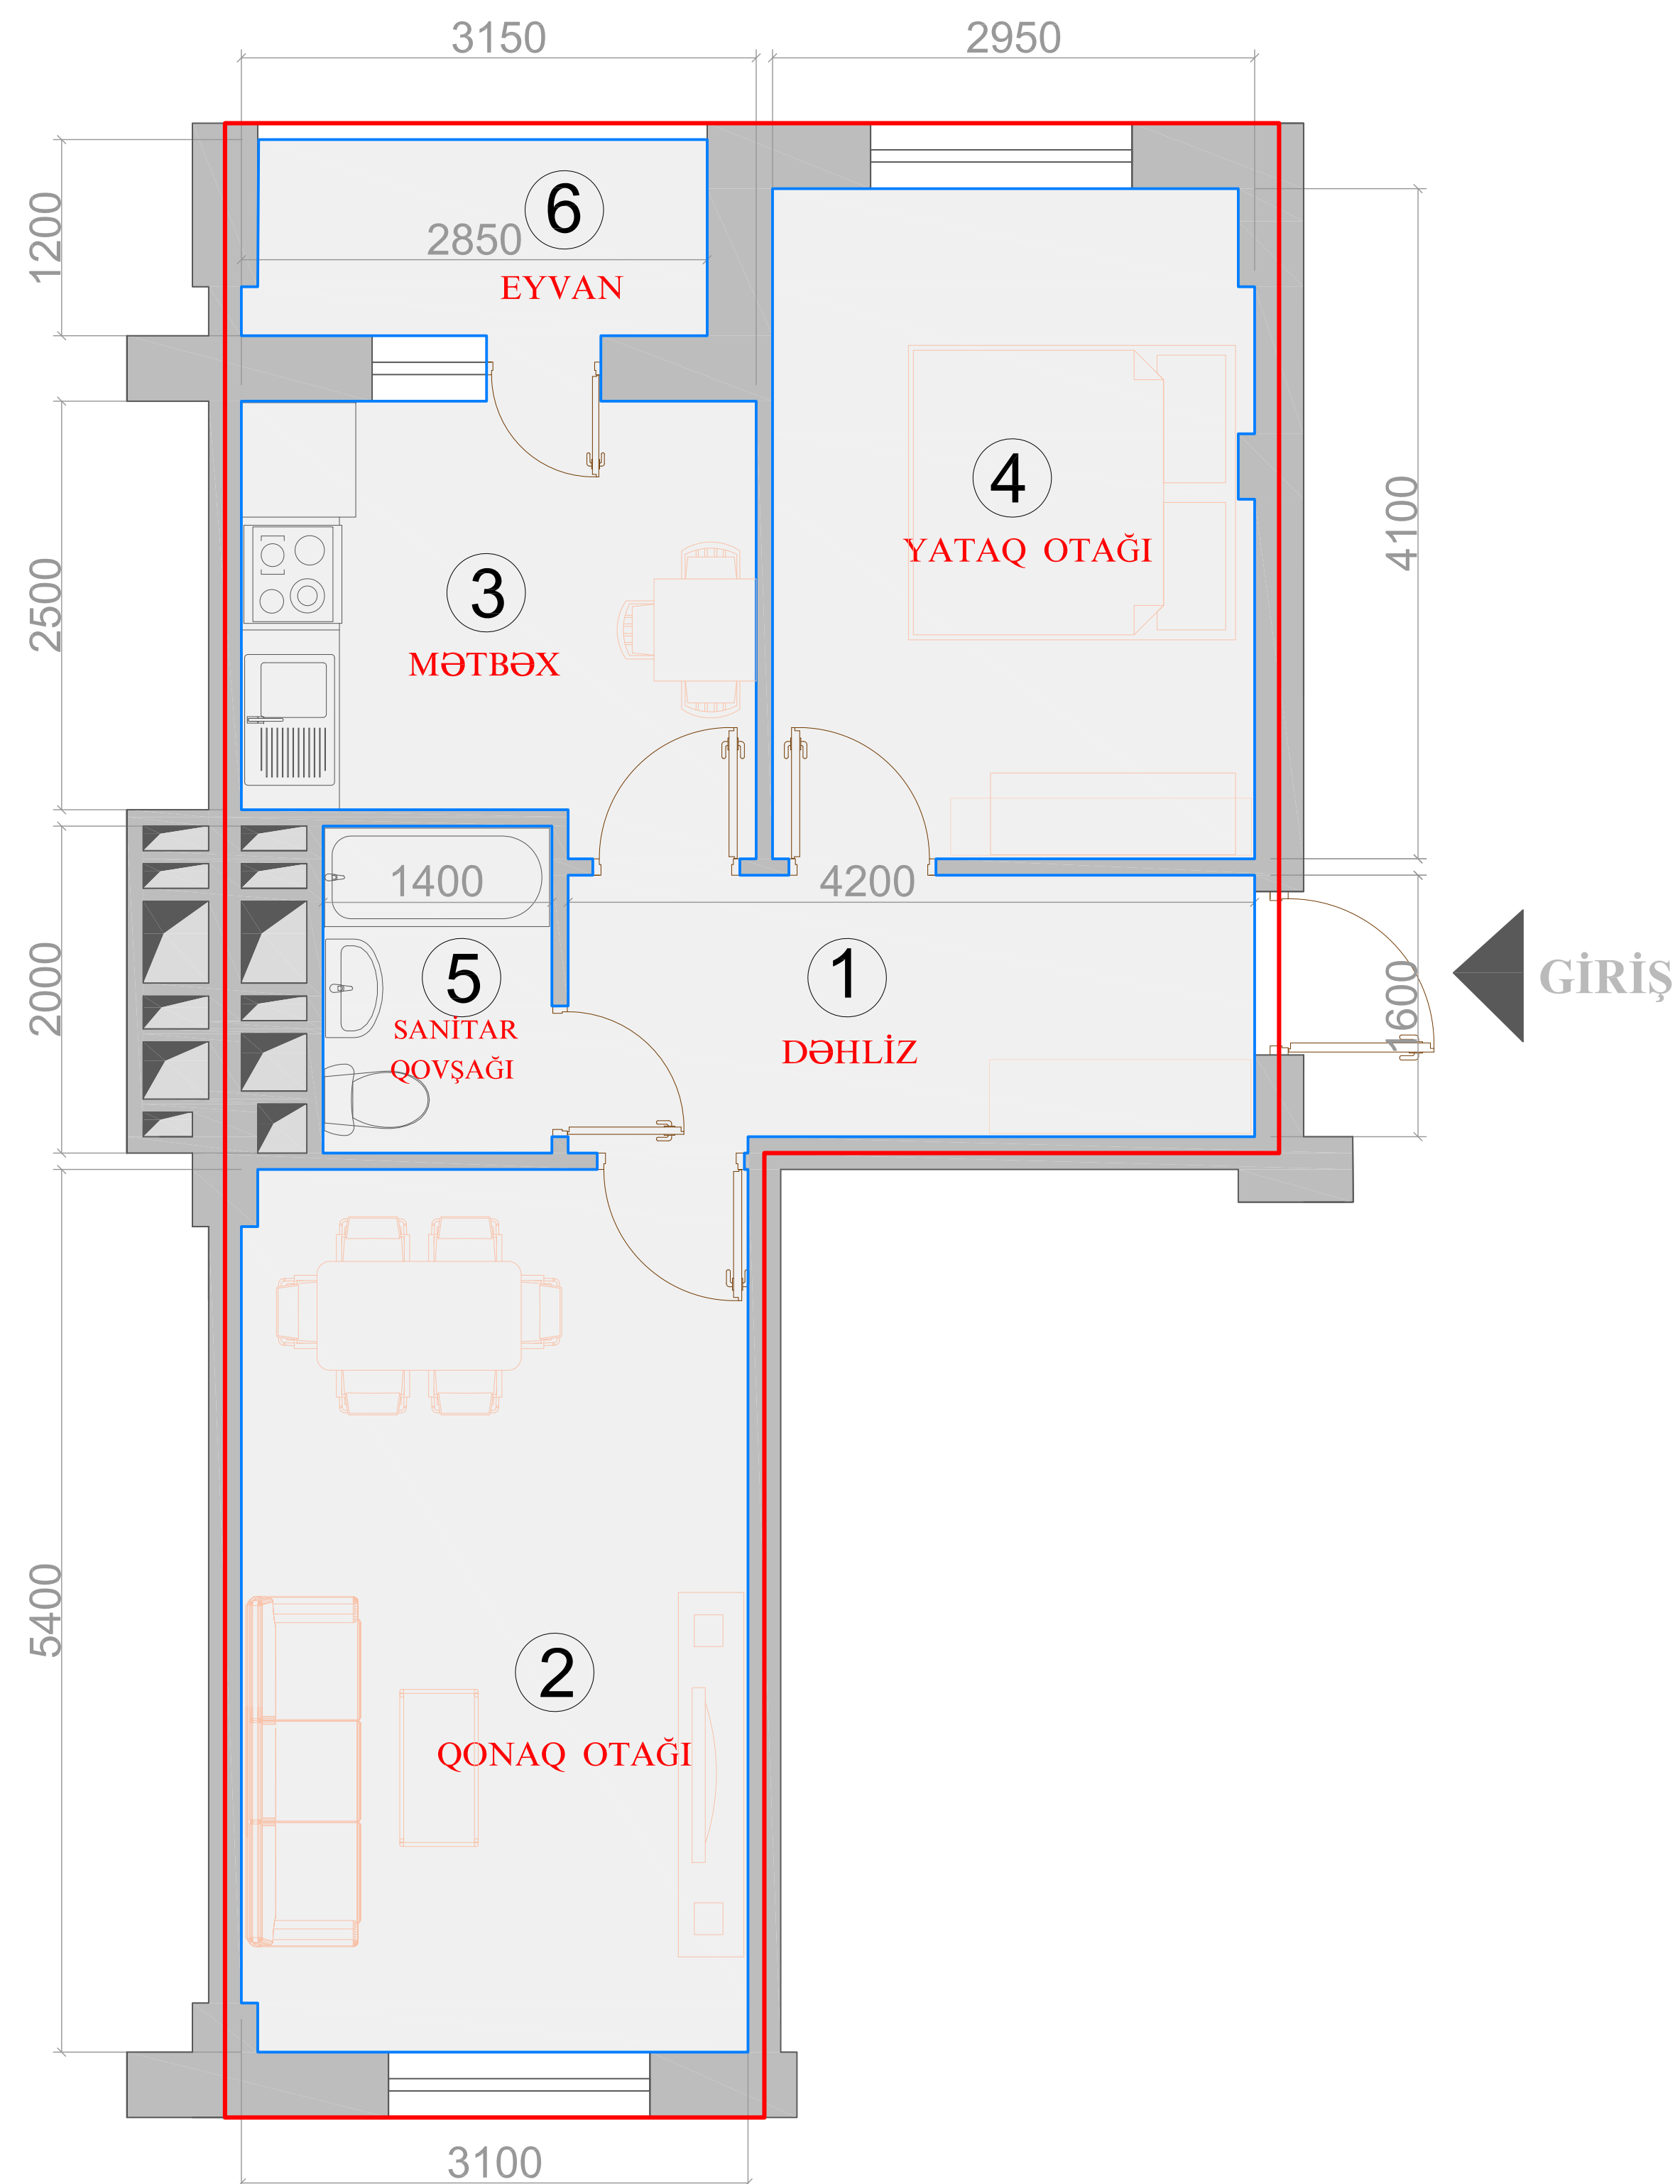 3150
2950
1200
6
2850
EYVAN
4
YATAQ OTAĞI
4100
2500
3
MƏTBƏX
1400
4200
2000
5
SANİTAR
QOVŞAĞI
1
DƏHLİZ
1600
GİRİŞ
5400
2
QONAQ OTAĞI
3100